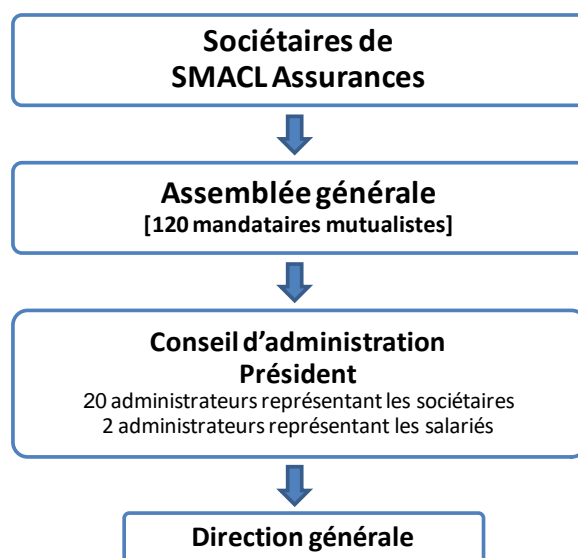 Sociétaires de
SMACL Assurances
Assemblée générale
[120 mandataires mutualistes]
Conseil d'administration
Président
20 administrateurs représentant les sociétaires
2 administrateurs représentant les salariés
Direction générale